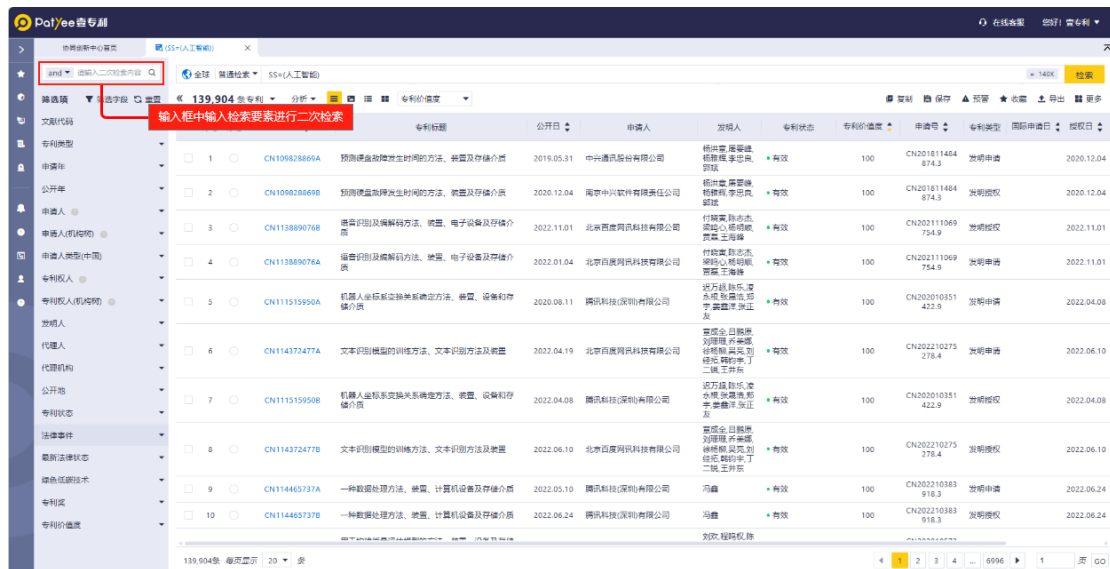 Patyee壹专利
在线客服 您好！壹专利
协同创新中心首页 (SS=(人工智能)) ×
and 请输入二次检索内容
全球 普通检索 SS=(人工智能) × 140K 检索
筛选项 筛选字段 重置
139,904 条专利 分析 专利价值度 复制 保存 预警 收藏 导出 更多
输入框中输入检索要素进行二次检索
专利标题 公开日 申请人 发明人 专利状态 专利价值度 申请号 专利类型 国际申请日 授权日
文献代码
专利类型
申请年
公开年
申请人
申请人(机构树)
申请人类型(中国)
专利权人
专利权人(机构树)
发明人
代理人
代理机构
公开地
专利状态
法律事件
最新法律状态
绿色低碳技术
专利奖
专利价值度
1 CN109828869A 预测硬盘故障发生时间的方法、装置及存储介质 2019.05.31 中兴通讯股份有限公司 有效 100 CN201811484874.3 发明申请 2020.12.04
2 CN109828869B 预测硬盘故障发生时间的方法、装置及存储介质 2020.12.04 南京中兴软件有限责任公司 有效 100 CN201811484874.3 发明授权 2020.12.04
3 CN113889076B 语音识别及编解码方法、装置、电子设备及存储介质 2022.11.01 北京百度网讯科技有限公司 有效 100 CN202111069754.9 发明授权 2022.11.01
4 CN113889076A 语音识别及编解码方法、装置、电子设备及存储介质 2022.01.04 北京百度网讯科技有限公司 有效 100 CN202111069754.9 发明申请 2022.11.01
5 CN111515950A 机器人坐标系变换关系确定方法、装置、设备和存储介质 2020.08.11 腾讯科技(深圳)有限公司 有效 100 CN202010351422.9 发明申请 2022.04.08
6 CN114372477A 文本识别模型的训练方法、文本识别方法及装置 2022.04.19 北京百度网讯科技有限公司 有效 100 CN202210275278.4 发明申请 2022.06.10
7 CN111515950B 机器人坐标系变换关系确定方法、装置、设备和存储介质 2022.04.08 腾讯科技(深圳)有限公司 有效 100 CN202010351422.9 发明授权 2022.04.08
8 CN114372477B 文本识别模型的训练方法、文本识别方法及装置 2022.06.10 北京百度网讯科技有限公司 有效 100 CN202210275278.4 发明授权 2022.06.10
9 CN114465737A 一种数据处理方法、装置、计算机设备及存储介质 2022.05.10 腾讯科技(深圳)有限公司 冯鑫 有效 100 CN202210383918.3 发明申请 2022.06.24
10 CN114465737B 一种数据处理方法、装置、计算机设备及存储介质 2022.06.24 腾讯科技(深圳)有限公司 冯鑫 有效 100 CN202210383918.3 发明授权 2022.06.24
139,904条 每页显示 20 条 1 2 3 4 ... 6996 1 页 GO